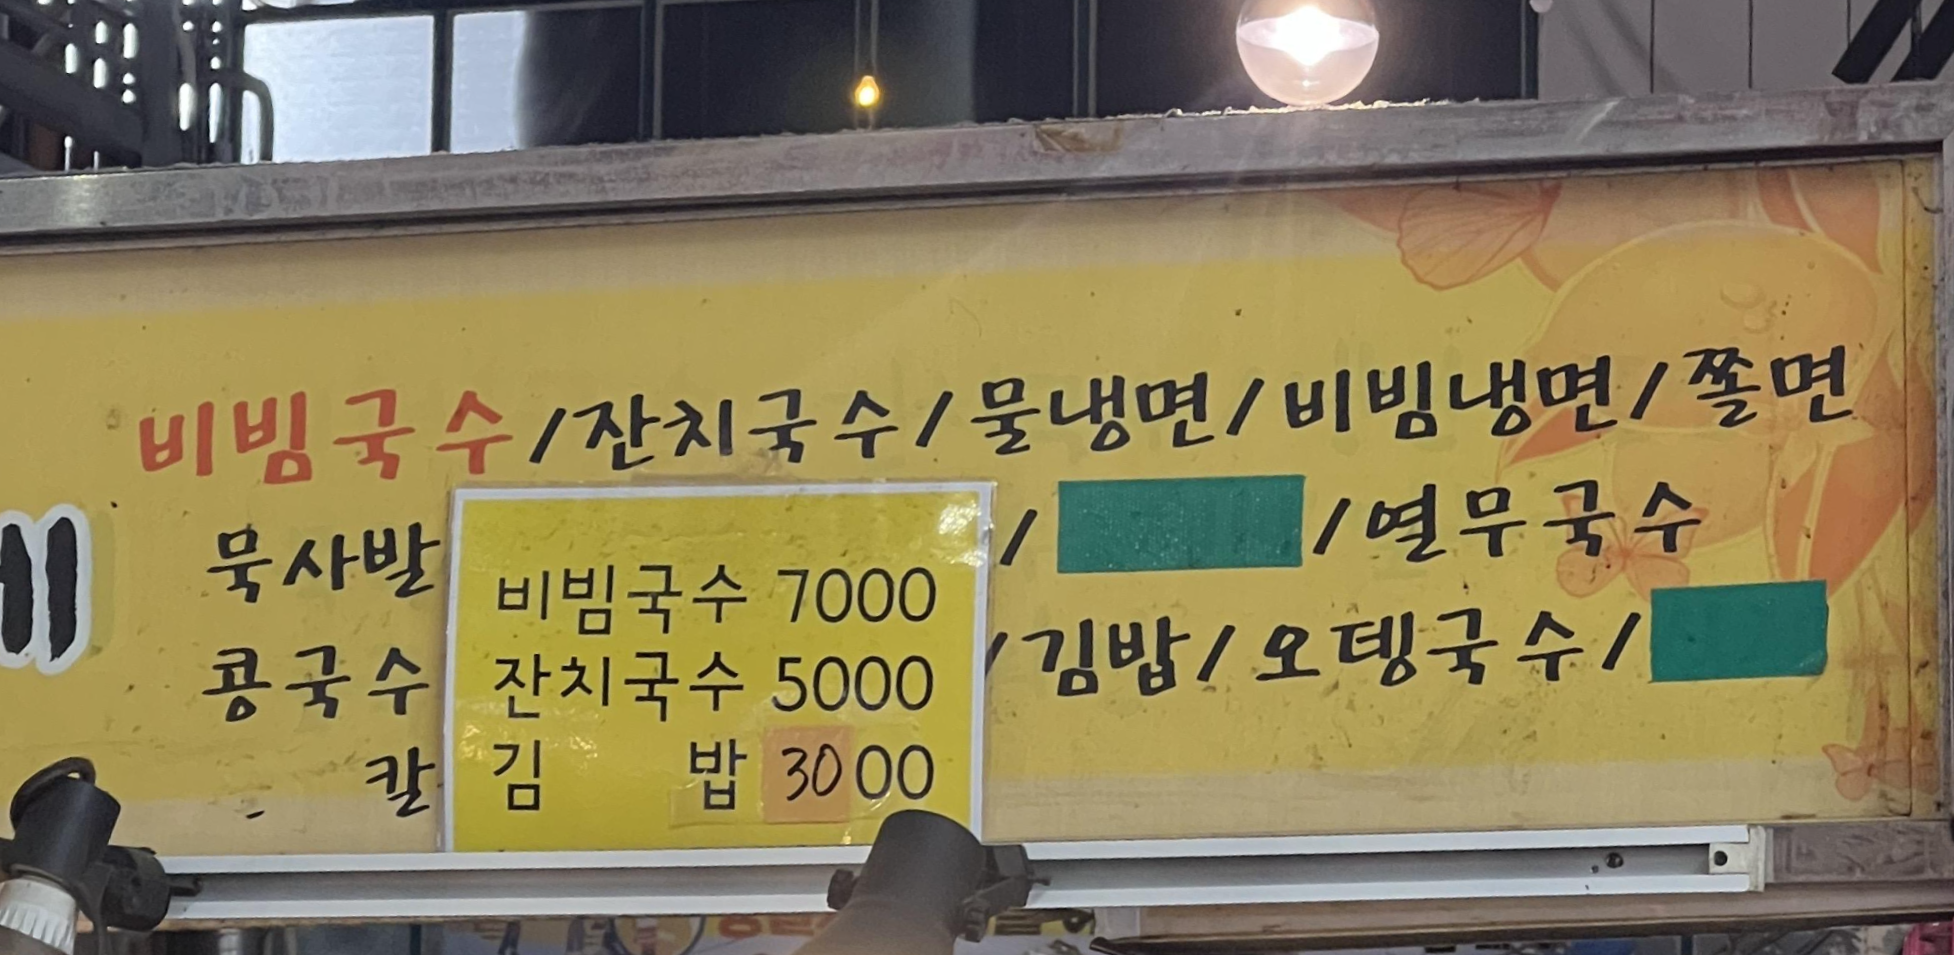 비빔국수/잔치국수/물냉면/비빔냉면/쫄면
묵사발 / /열무국수
콩국수 /김밥/오뎅국수/
칼
비빔국수 7000
잔치국수 5000
김 밥 3000